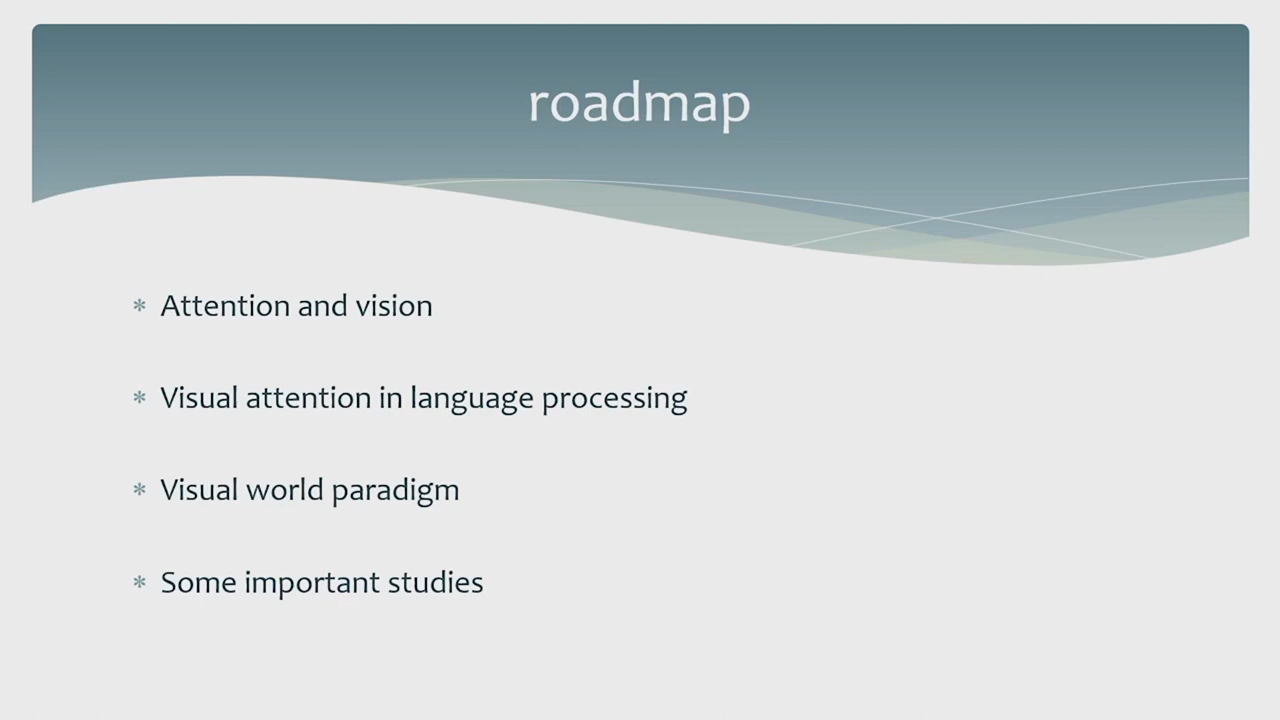 roadmap
* Attention and vision
* Visual attention in language processing
* Visual world paradigm
* Some important studies